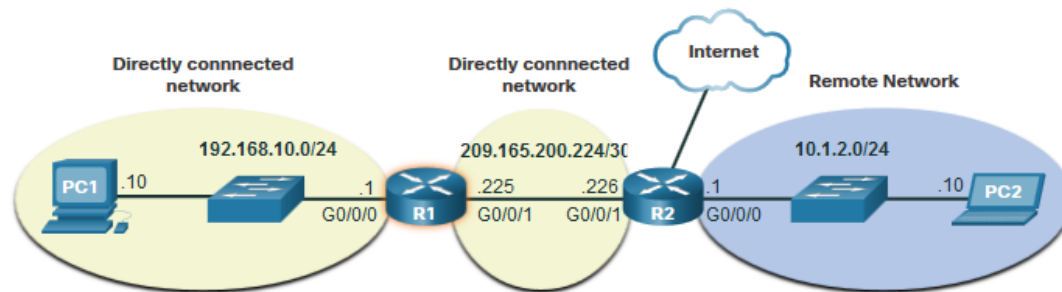 Internet
Directly connnected
network
Directly connnected
network
Remote Network
192.168.10.0/24
209.165.200.224/30
10.1.2.0/24
PC1
.10
.1
R1
.225
.226
R2
.1
.10
PC2
G0/0/0
G0/0/1
G0/0/1
G0/0/0